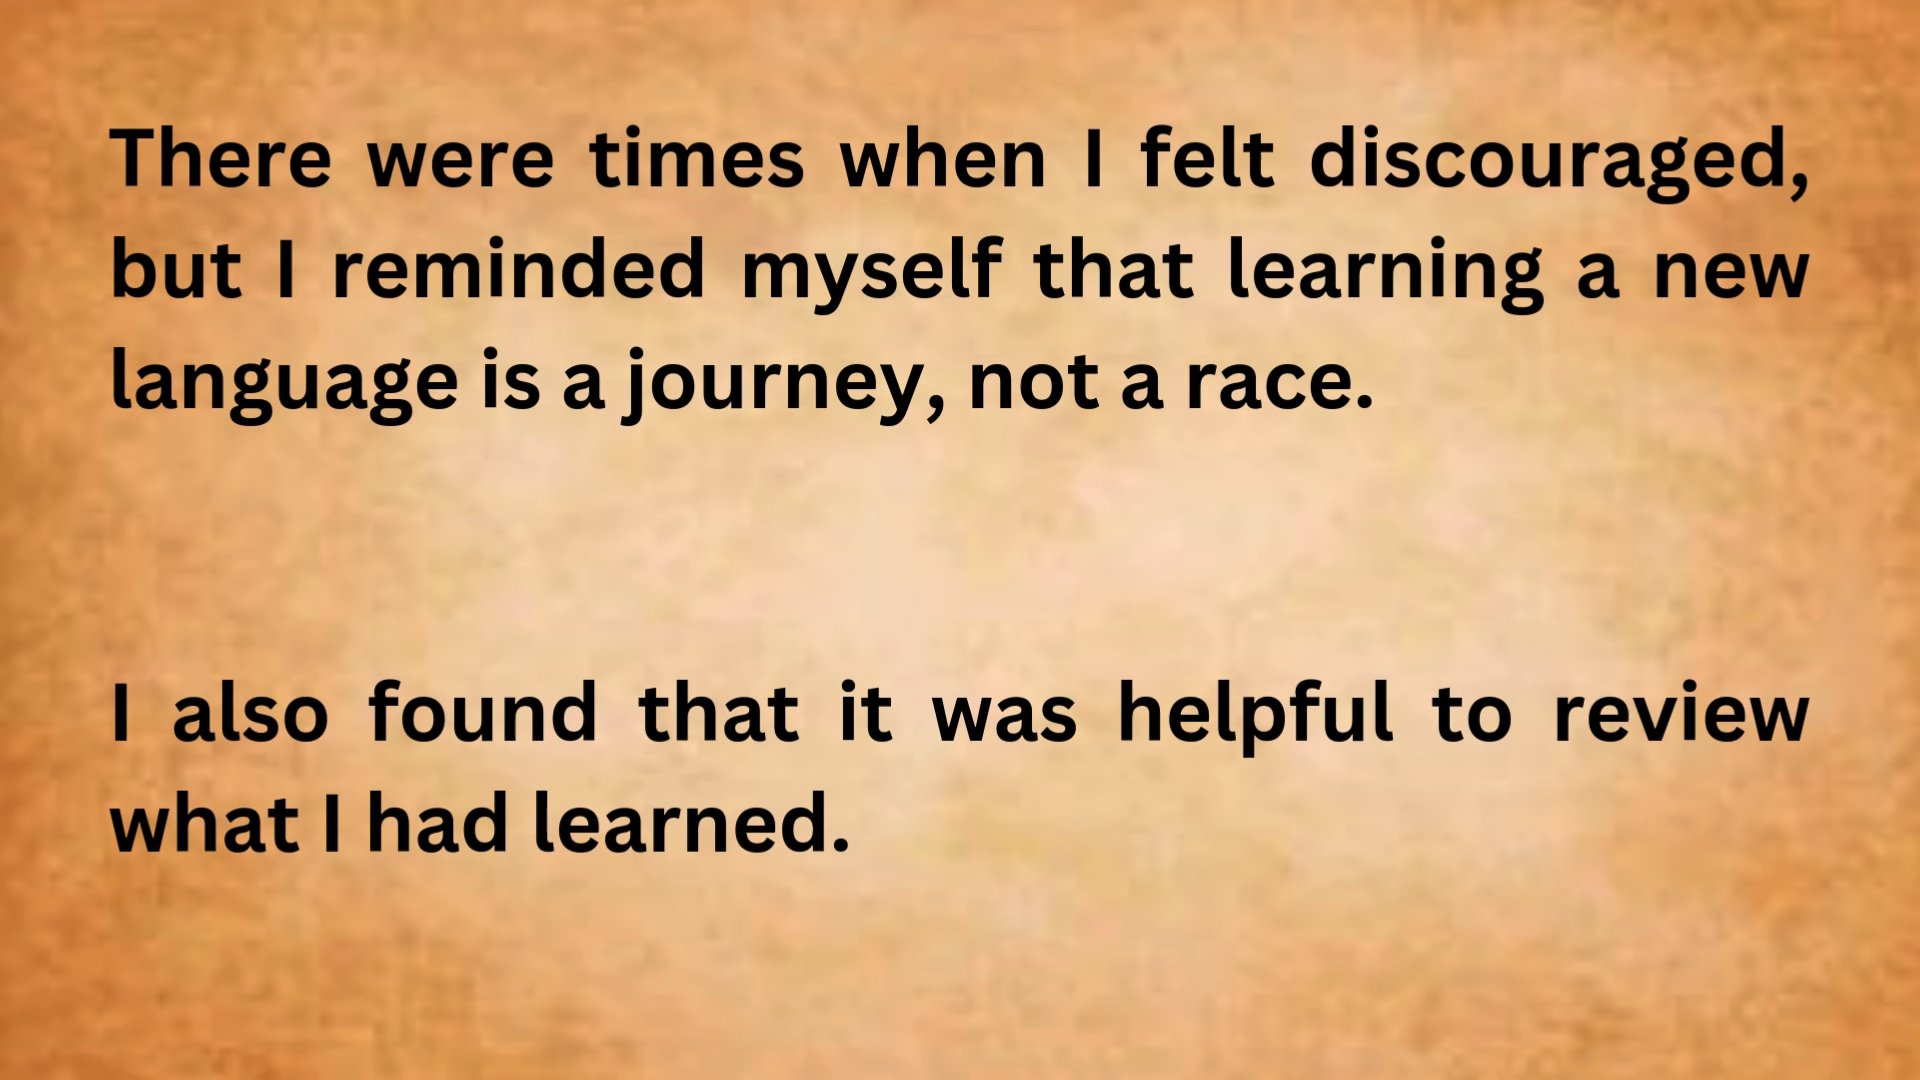 There were times when I felt discouraged,
but I reminded myself that learning a new
language is a journey, not a race.
I also found that it was helpful to review
what I had learned.